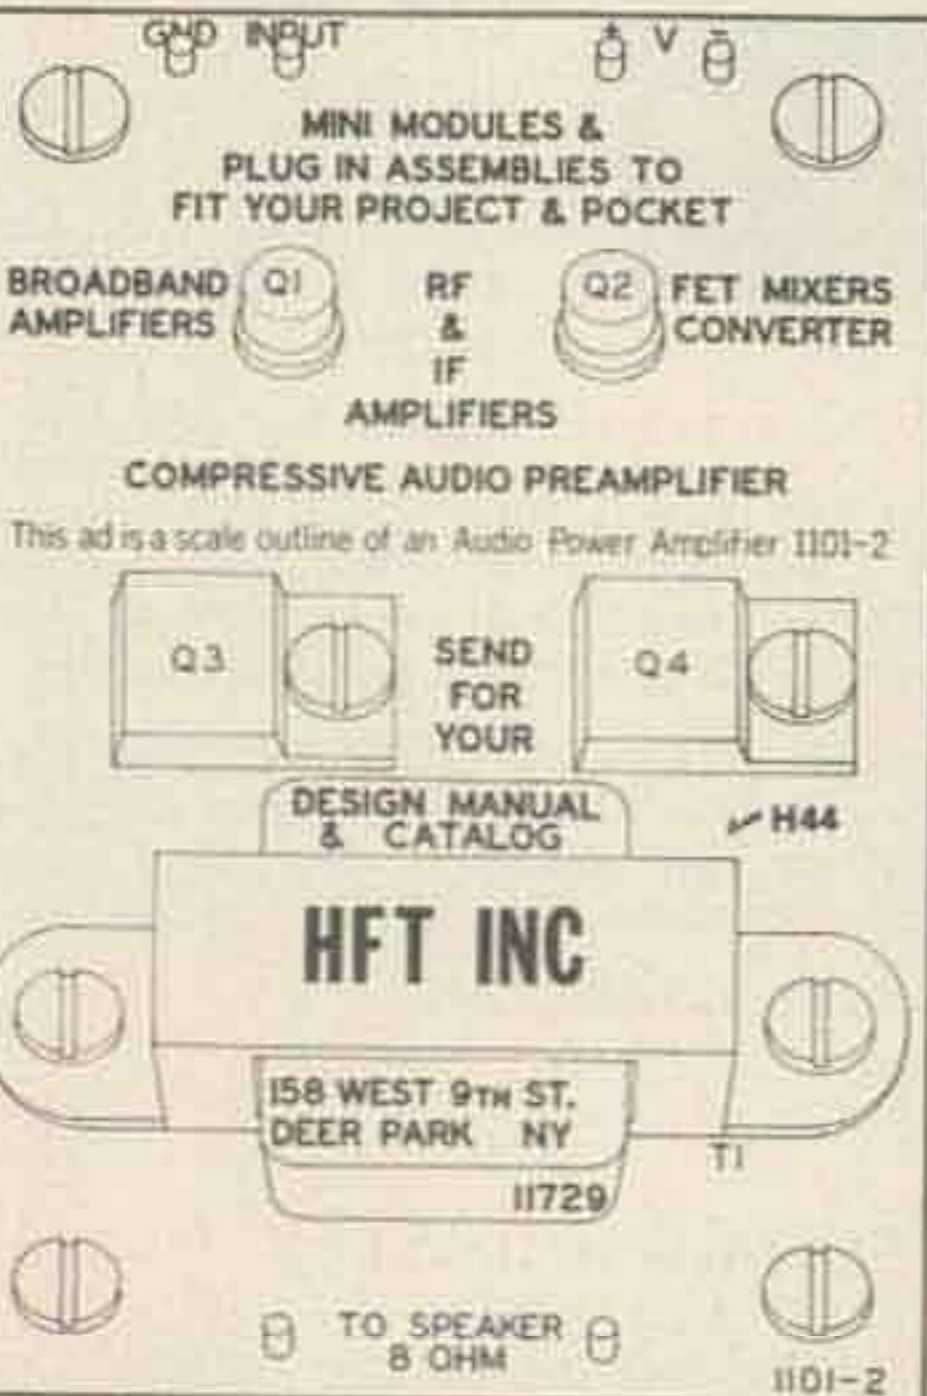 GND INPUT + V -
MINI MODULES &
PLUG IN ASSEMBLIES TO
FIT YOUR PROJECT & POCKET
BROADBAND
AMPLIFIERS
Q1
RF
&
IF
AMPLIFIERS
Q2
FET MIXERS
CONVERTER
COMPRESSIVE AUDIO PREAMPLIFIER
This ad is a scale outline of an Audio Power Amplifier 1101-2
Q3
SEND
FOR
YOUR
Q4
DESIGN MANUAL
& CATALOG
H44
HFT INC
158 WEST 9TH ST.
DEER PARK NY
11729
T1
TO SPEAKER
8 OHM
1101-2